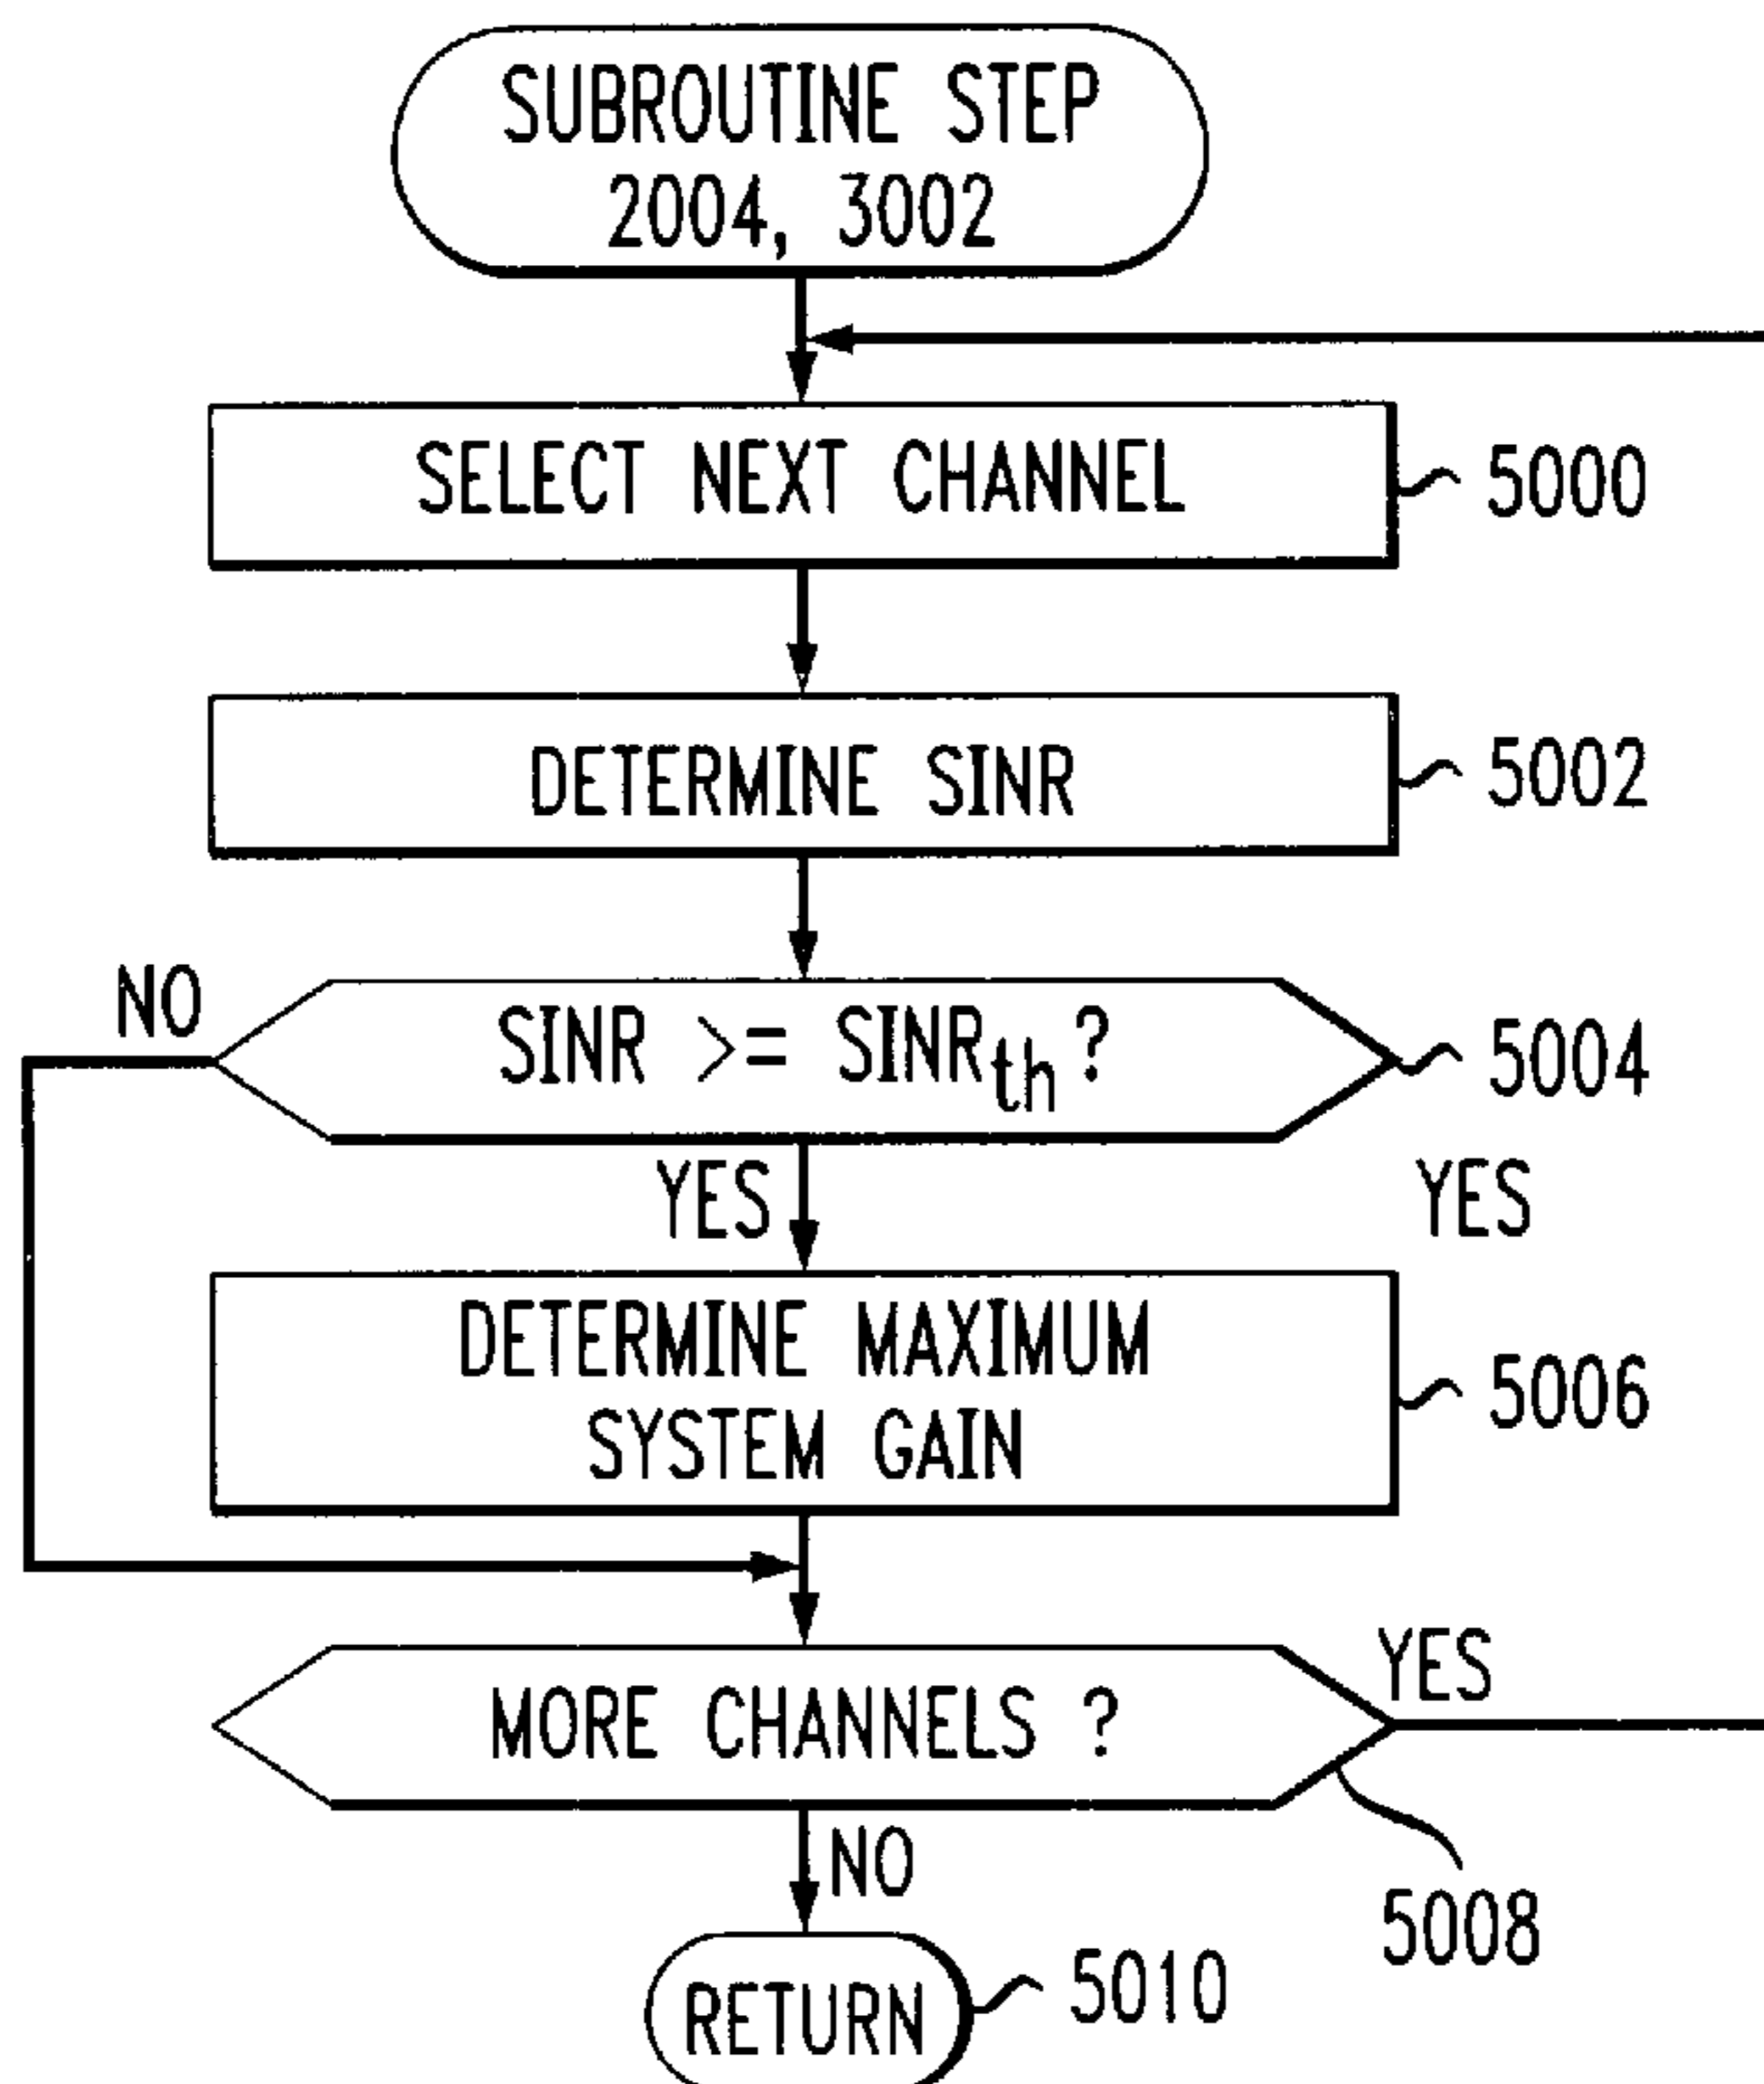 SUBROUTINE STEP
2004, 3002
SELECT NEXT CHANNEL
5000
DETERMINE SINR
5002
NO
SINR >= SINRth ?
5004
YES
YES
DETERMINE MAXIMUM
SYSTEM GAIN
5006
YES
MORE CHANNELS ?
NO
5008
RETURN
5010